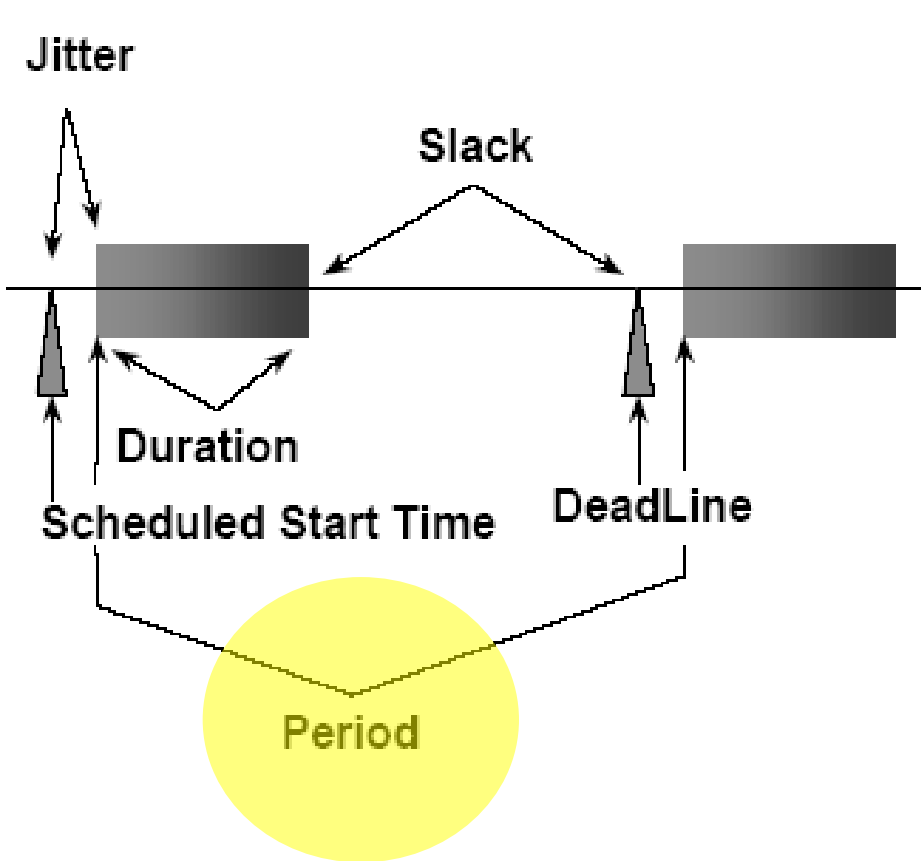 Jitter
Slack
Duration
Scheduled Start Time
DeadLine
Period